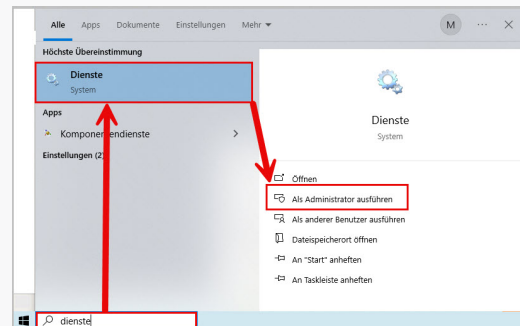 Alle Apps Dokumente Einstellungen Mehr M
Höchste Übereinstimmung
Dienste
System
Apps
Komponentendienste
Einstellungen (2)
Dienste
System
Öffnen
Als Administrator ausführen
Als anderer Benutzer ausführen
Dateispeicherort öffnen
An "Start" anheften
An Taskleiste anheften
dienste